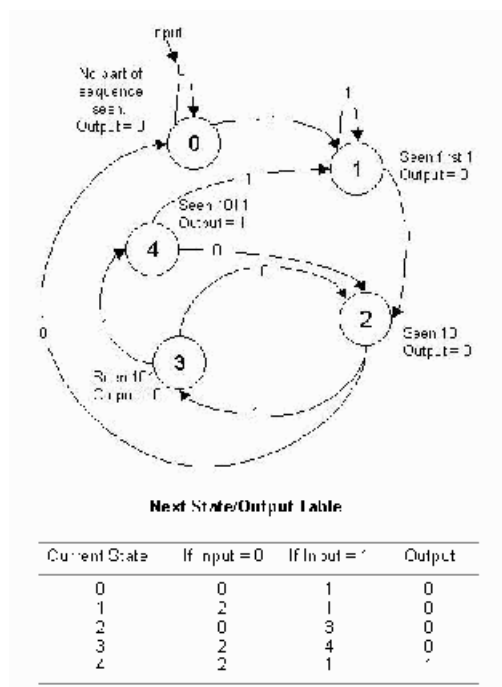 Input
No part of
sequence
seen.
Output = 0
0
1
1
Seen first 1
Output = 0
1
Seen 1011
Output = 1
4
0
0
2
Seen 10
Output = 0
0
3
Seen 101
Output = 0
Next State/Output Table
Current State If Input = 0 If Input = 1 Output
0 0 1 0
1 2 1 0
2 0 3 0
3 2 4 0
4 2 1 1